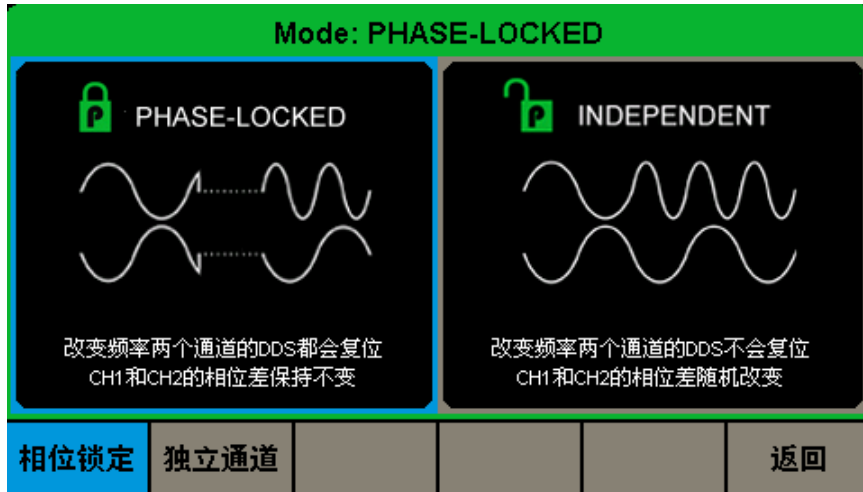 Mode: PHASE-LOCKED
P PHASE-LOCKED
P INDEPENDENT
改变频率两个通道的DDS都会复位
CH1和CH2的相位差保持不变
改变频率两个通道的DDS不会复位
CH1和CH2的相位差随机改变
相位锁定 独立通道 返回